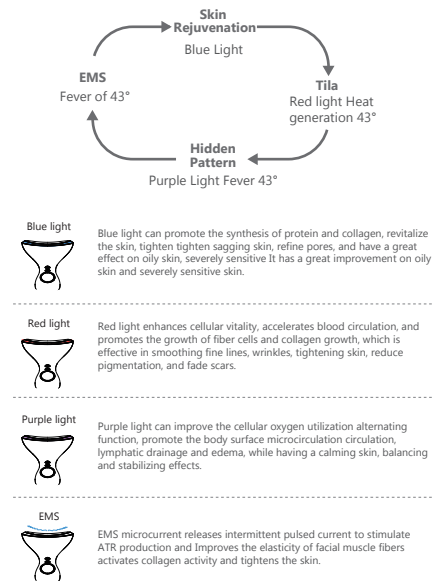 Skin
Rejuvenation
Blue Light
EMS
Fever of 43°
Tila
Red light Heat
generation 43°
Hidden
Pattern
Purple Light Fever 43°
Blue light
Blue light can promote the synthesis of protein and collagen, revitalize
the skin, tighten tighten sagging skin, refine pores, and have a great
effect on oily skin, severely sensitive It has a great improvement on oily
skin and severely sensitive skin.
Red light
Red light enhances cellular vitality, accelerates blood circulation, and
promotes the growth of fiber cells and collagen growth, which is
effective in smoothing fine lines, wrinkles, tightening skin, reduce
pigmentation, and fade scars.
Purple light
Purple light can improve the cellular oxygen utilization alternating
function, promote the body surface microcirculation circulation,
lymphatic drainage and edema, while having a calming skin, balancing
and stabilizing effects.
EMS
EMS microcurrent releases intermittent pulsed current to stimulate
ATR production and Improves the elasticity of facial muscle fibers
activates collagen activity and tightens the skin.